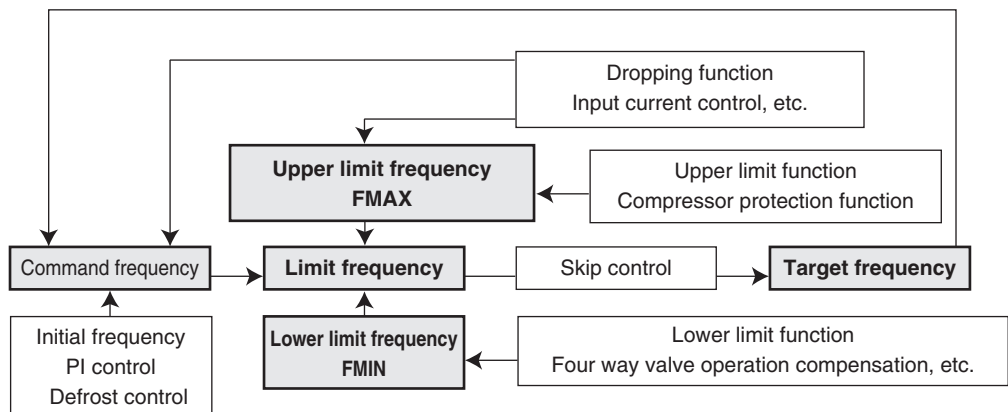 Dropping function
Input current control, etc.
Upper limit frequency
FMAX
Upper limit function
Compressor protection function
Command frequency
Limit frequency
Skip control
Target frequency
Initial frequency
PI control
Defrost control
Lower limit frequency
FMIN
Lower limit function
Four way valve operation compensation, etc.